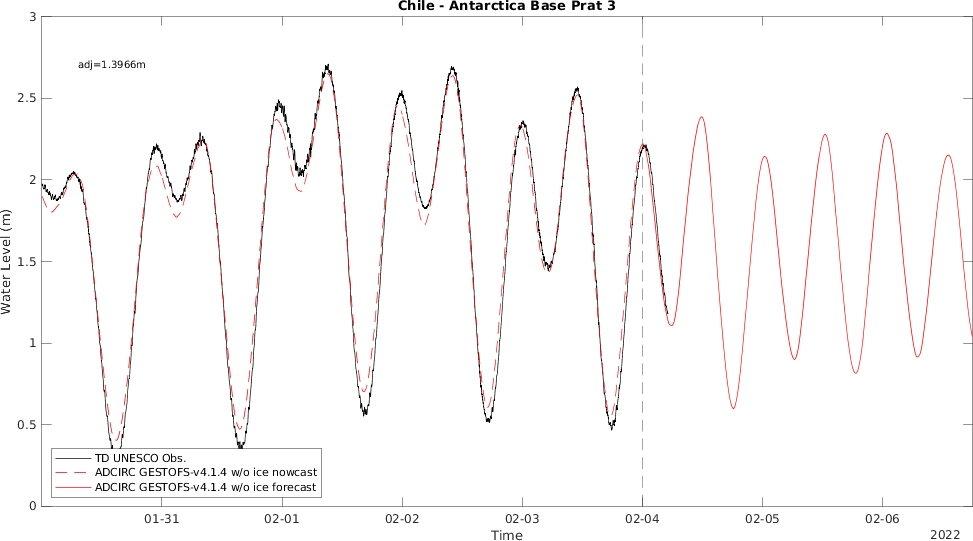 Chile - Antarctica Base Prat 3
adj=1.3966m
3
2.5
2
1.5
1
0.5
0
Water Level (m)
TD UNESCO Obs.
ADCIRC GESTOFS-v4.1.4 w/o ice nowcast
ADCIRC GESTOFS-v4.1.4 w/o ice forecast
01-31 02-01 02-02 02-03 02-04 02-05 02-06
Time
2022